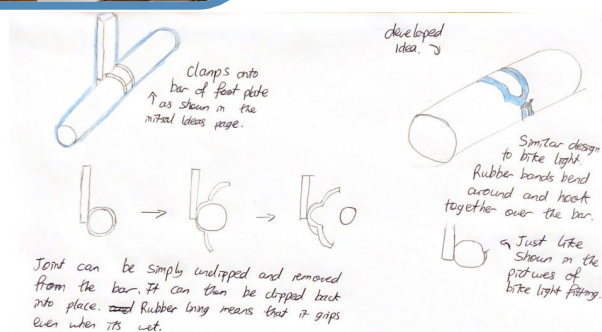 clamps onto
bar of foot plate
as shown in the
initial Ideas page.
developed
idea.
Similar design
to bike light.
Rubber bands bend
around and hook
together over the bar.
Just like
shown in the
pictures of
bike light fitting.
Joint can be simply unclipped and removed
from the bar. It can then be clipped back
into place. and Rubber lining means that it grips
even when its wet.